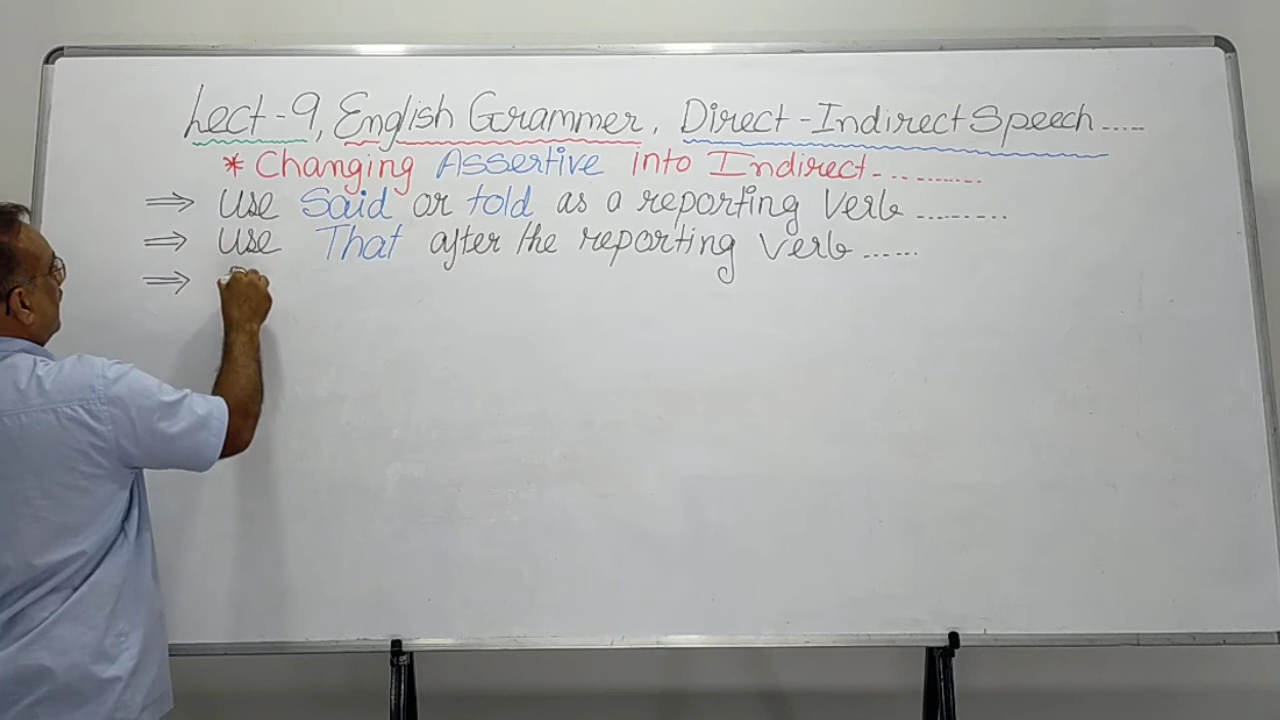 Lect-9, English Grammer, Direct-Indirect Speech.....
* Changing Assertive into Indirect..........
⇒ Use Said or told as a reporting Verb.........
⇒ Use That after the reporting Verb......
⇒